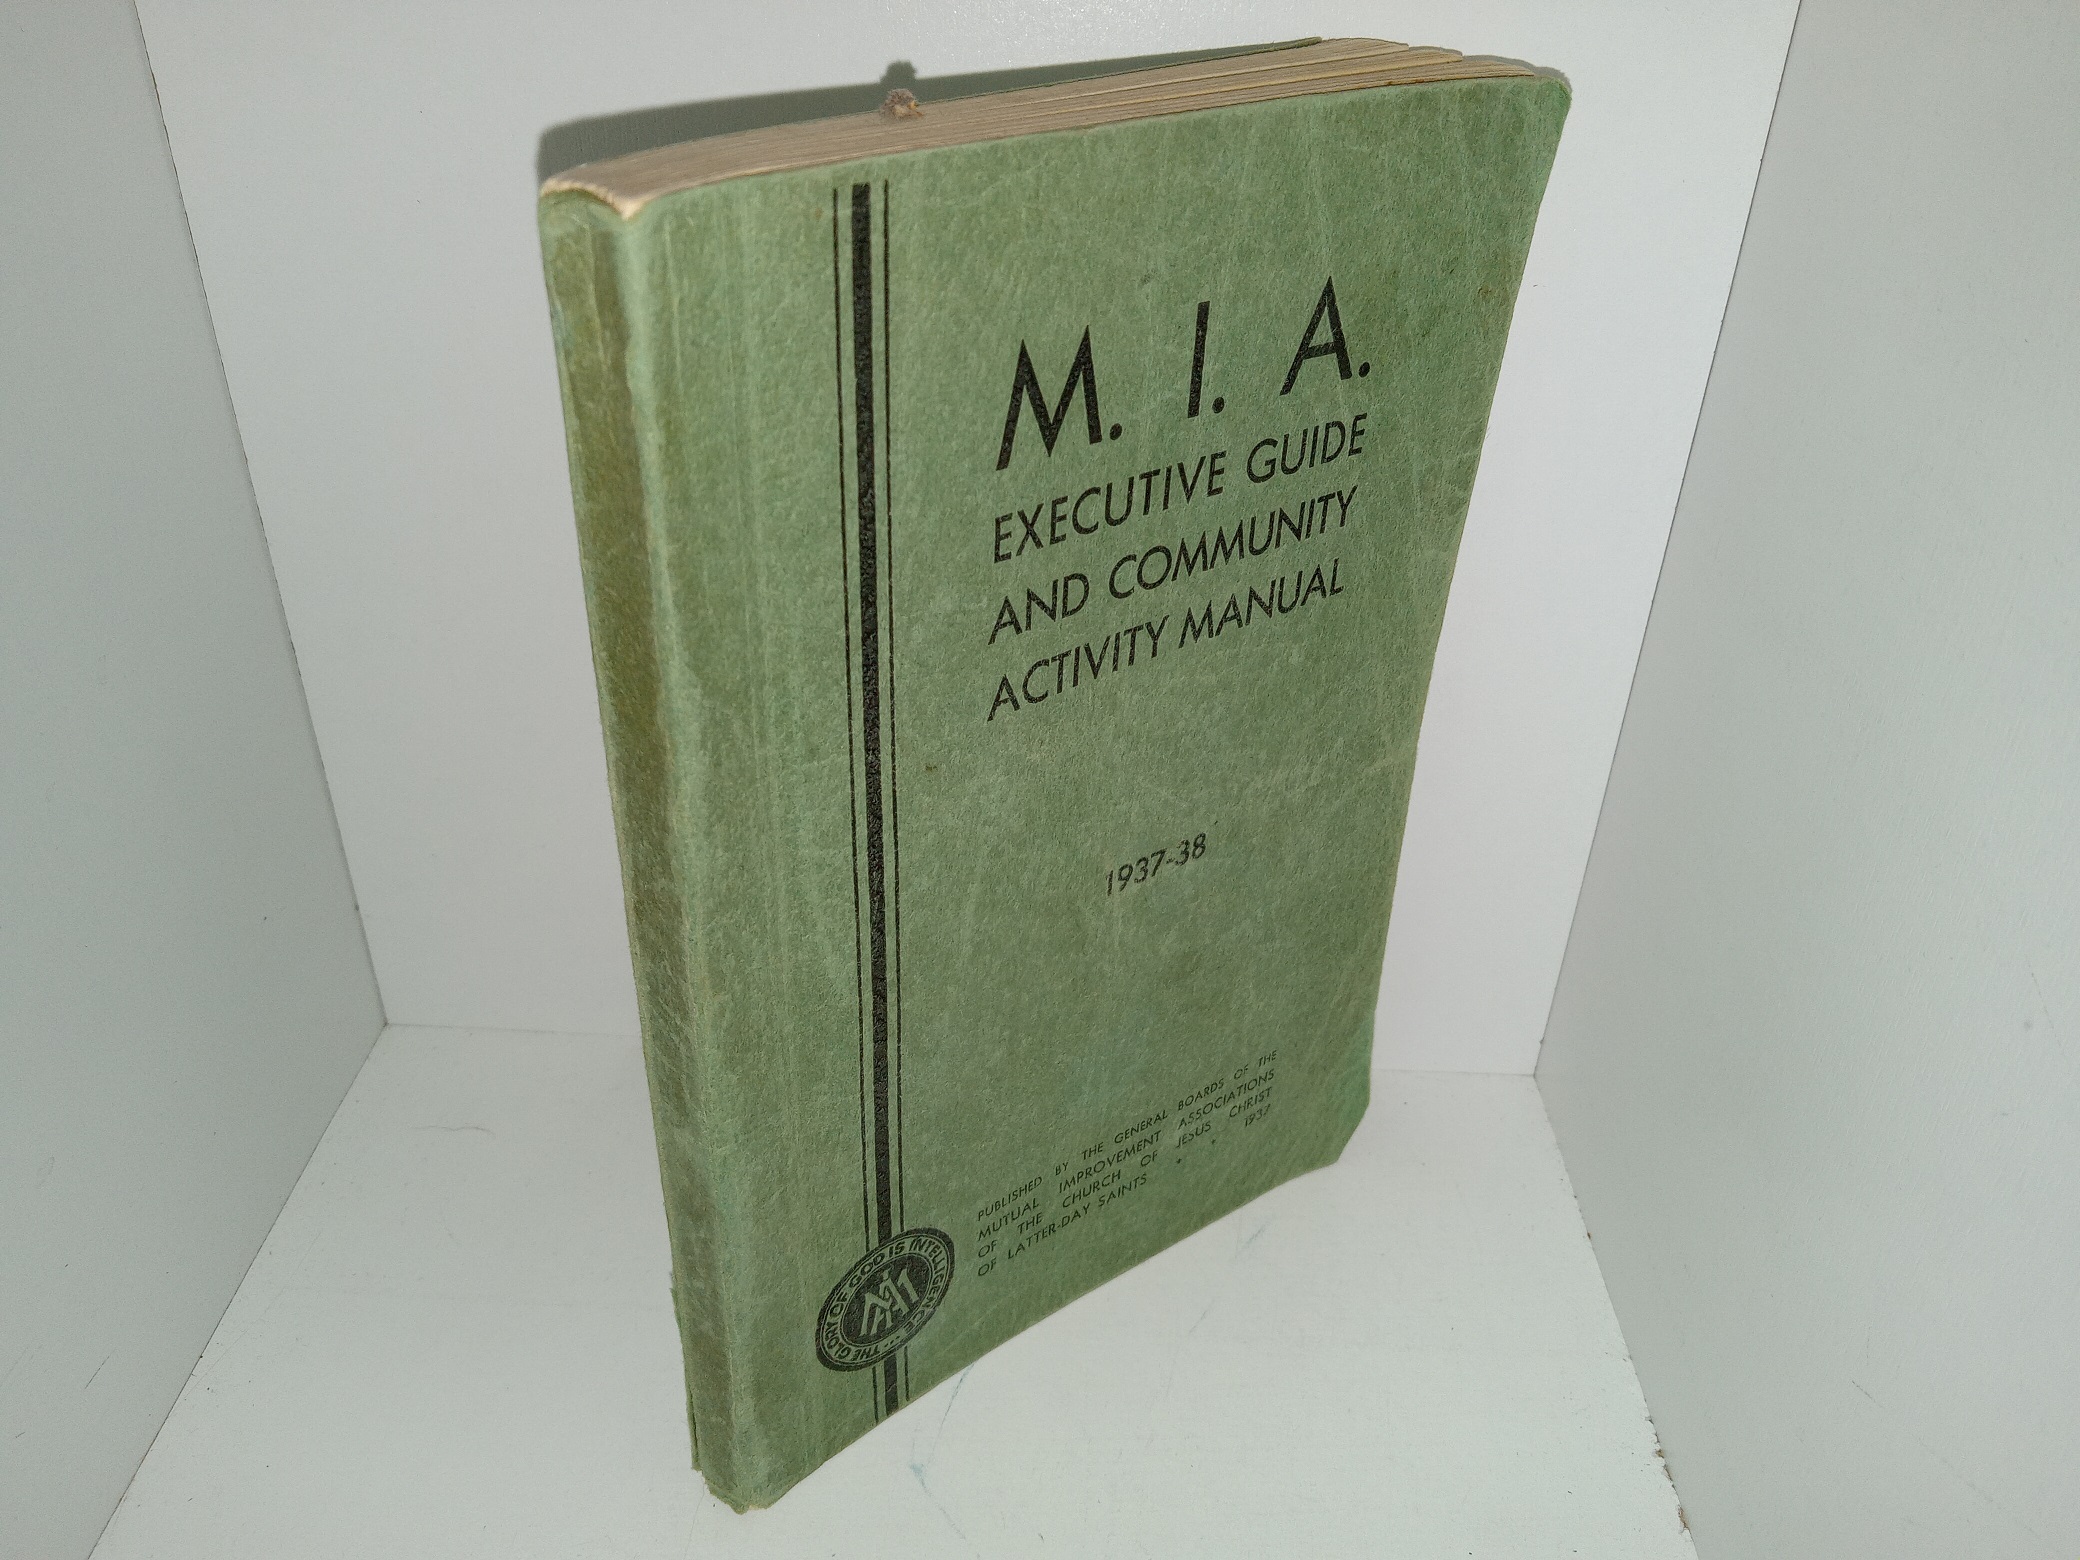 M. I. A.
EXECUTIVE GUIDE
AND COMMUNITY
ACTIVITY MANUAL
1937-38
PUBLISHED BY THE GENERAL BOARDS OF THE
MUTUAL IMPROVEMENT ASSOCIATIONS
OF THE CHURCH OF JESUS CHRIST
OF LATTER-DAY SAINTS • • 1937
THE GLORY OF GOD IS INTELLIGENCE...